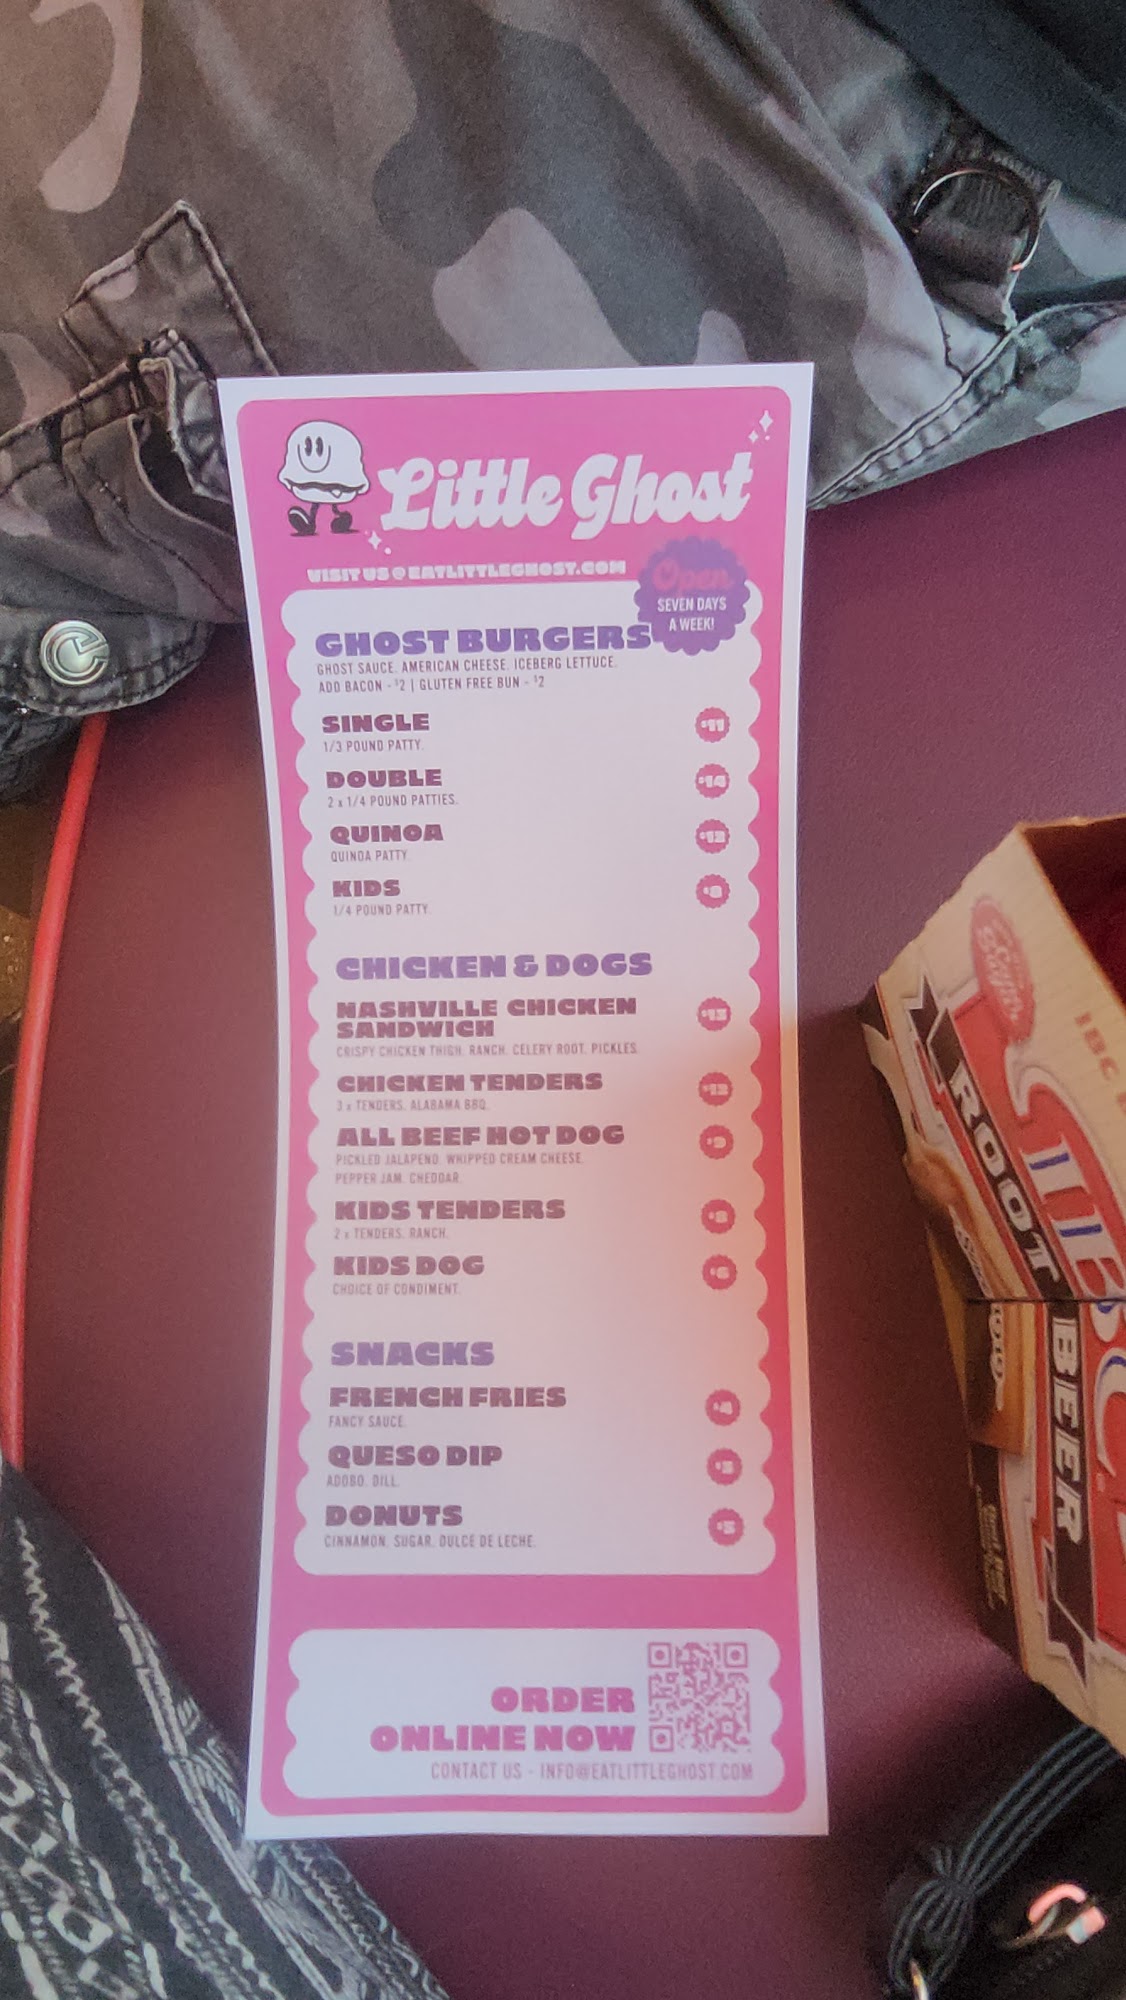 Little Ghost
VISIT US @ EATLITTLEGHOST.COM
Open
SEVEN DAYS
A WEEK!
GHOST BURGERS
GHOST SAUCE. AMERICAN CHEESE. ICEBERG LETTUCE.
ADD BACON - $2 | GLUTEN FREE BUN - $2
SINGLE
$11
1/3 POUND PATTY.
DOUBLE
$14
2 x 1/4 POUND PATTIES.
QUINOA
QUINOA PATTY.
KIDS
1/4 POUND PATTY.
CHICKEN & DOGS
NASHVILLE CHICKEN
SANDWICH
CRISPY CHICKEN THIGH. RANCH. CELERY ROOT. PICKLES.
CHICKEN TENDERS
3 x TENDERS. ALABAMA BBQ.
ALL BEEF HOT DOG
PICKLED JALAPENO. WHIPPED CREAM CHEESE.
PEPPER JAM. CHEDDAR.
KIDS TENDERS
2 x TENDERS. RANCH.
KIDS DOG
CHOICE OF CONDIMENT.
SNACKS
FRENCH FRIES
$4
FANCY SAUCE.
QUESO DIP
ADOBO. DILL.
DONUTS
CINNAMON. SUGAR. DULCE DE LECHE.
ORDER
ONLINE NOW
CONTACT US - INFO@EATLITTLEGHOST.COM
IBC
IBC
ROOT BEER